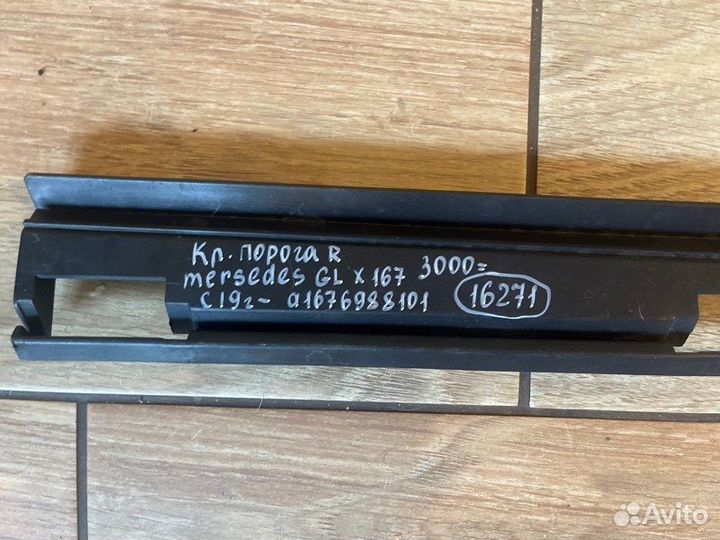 Кр. порога R
mersedes GL x 167 3000=
с 19г- a1676988101 16271
Avito